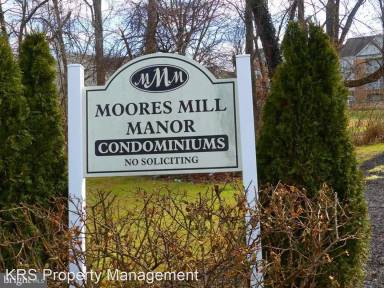 MMM
MOORES MILL
MANOR
CONDOMINIUMS
NO SOLICITING
KRS Property Management